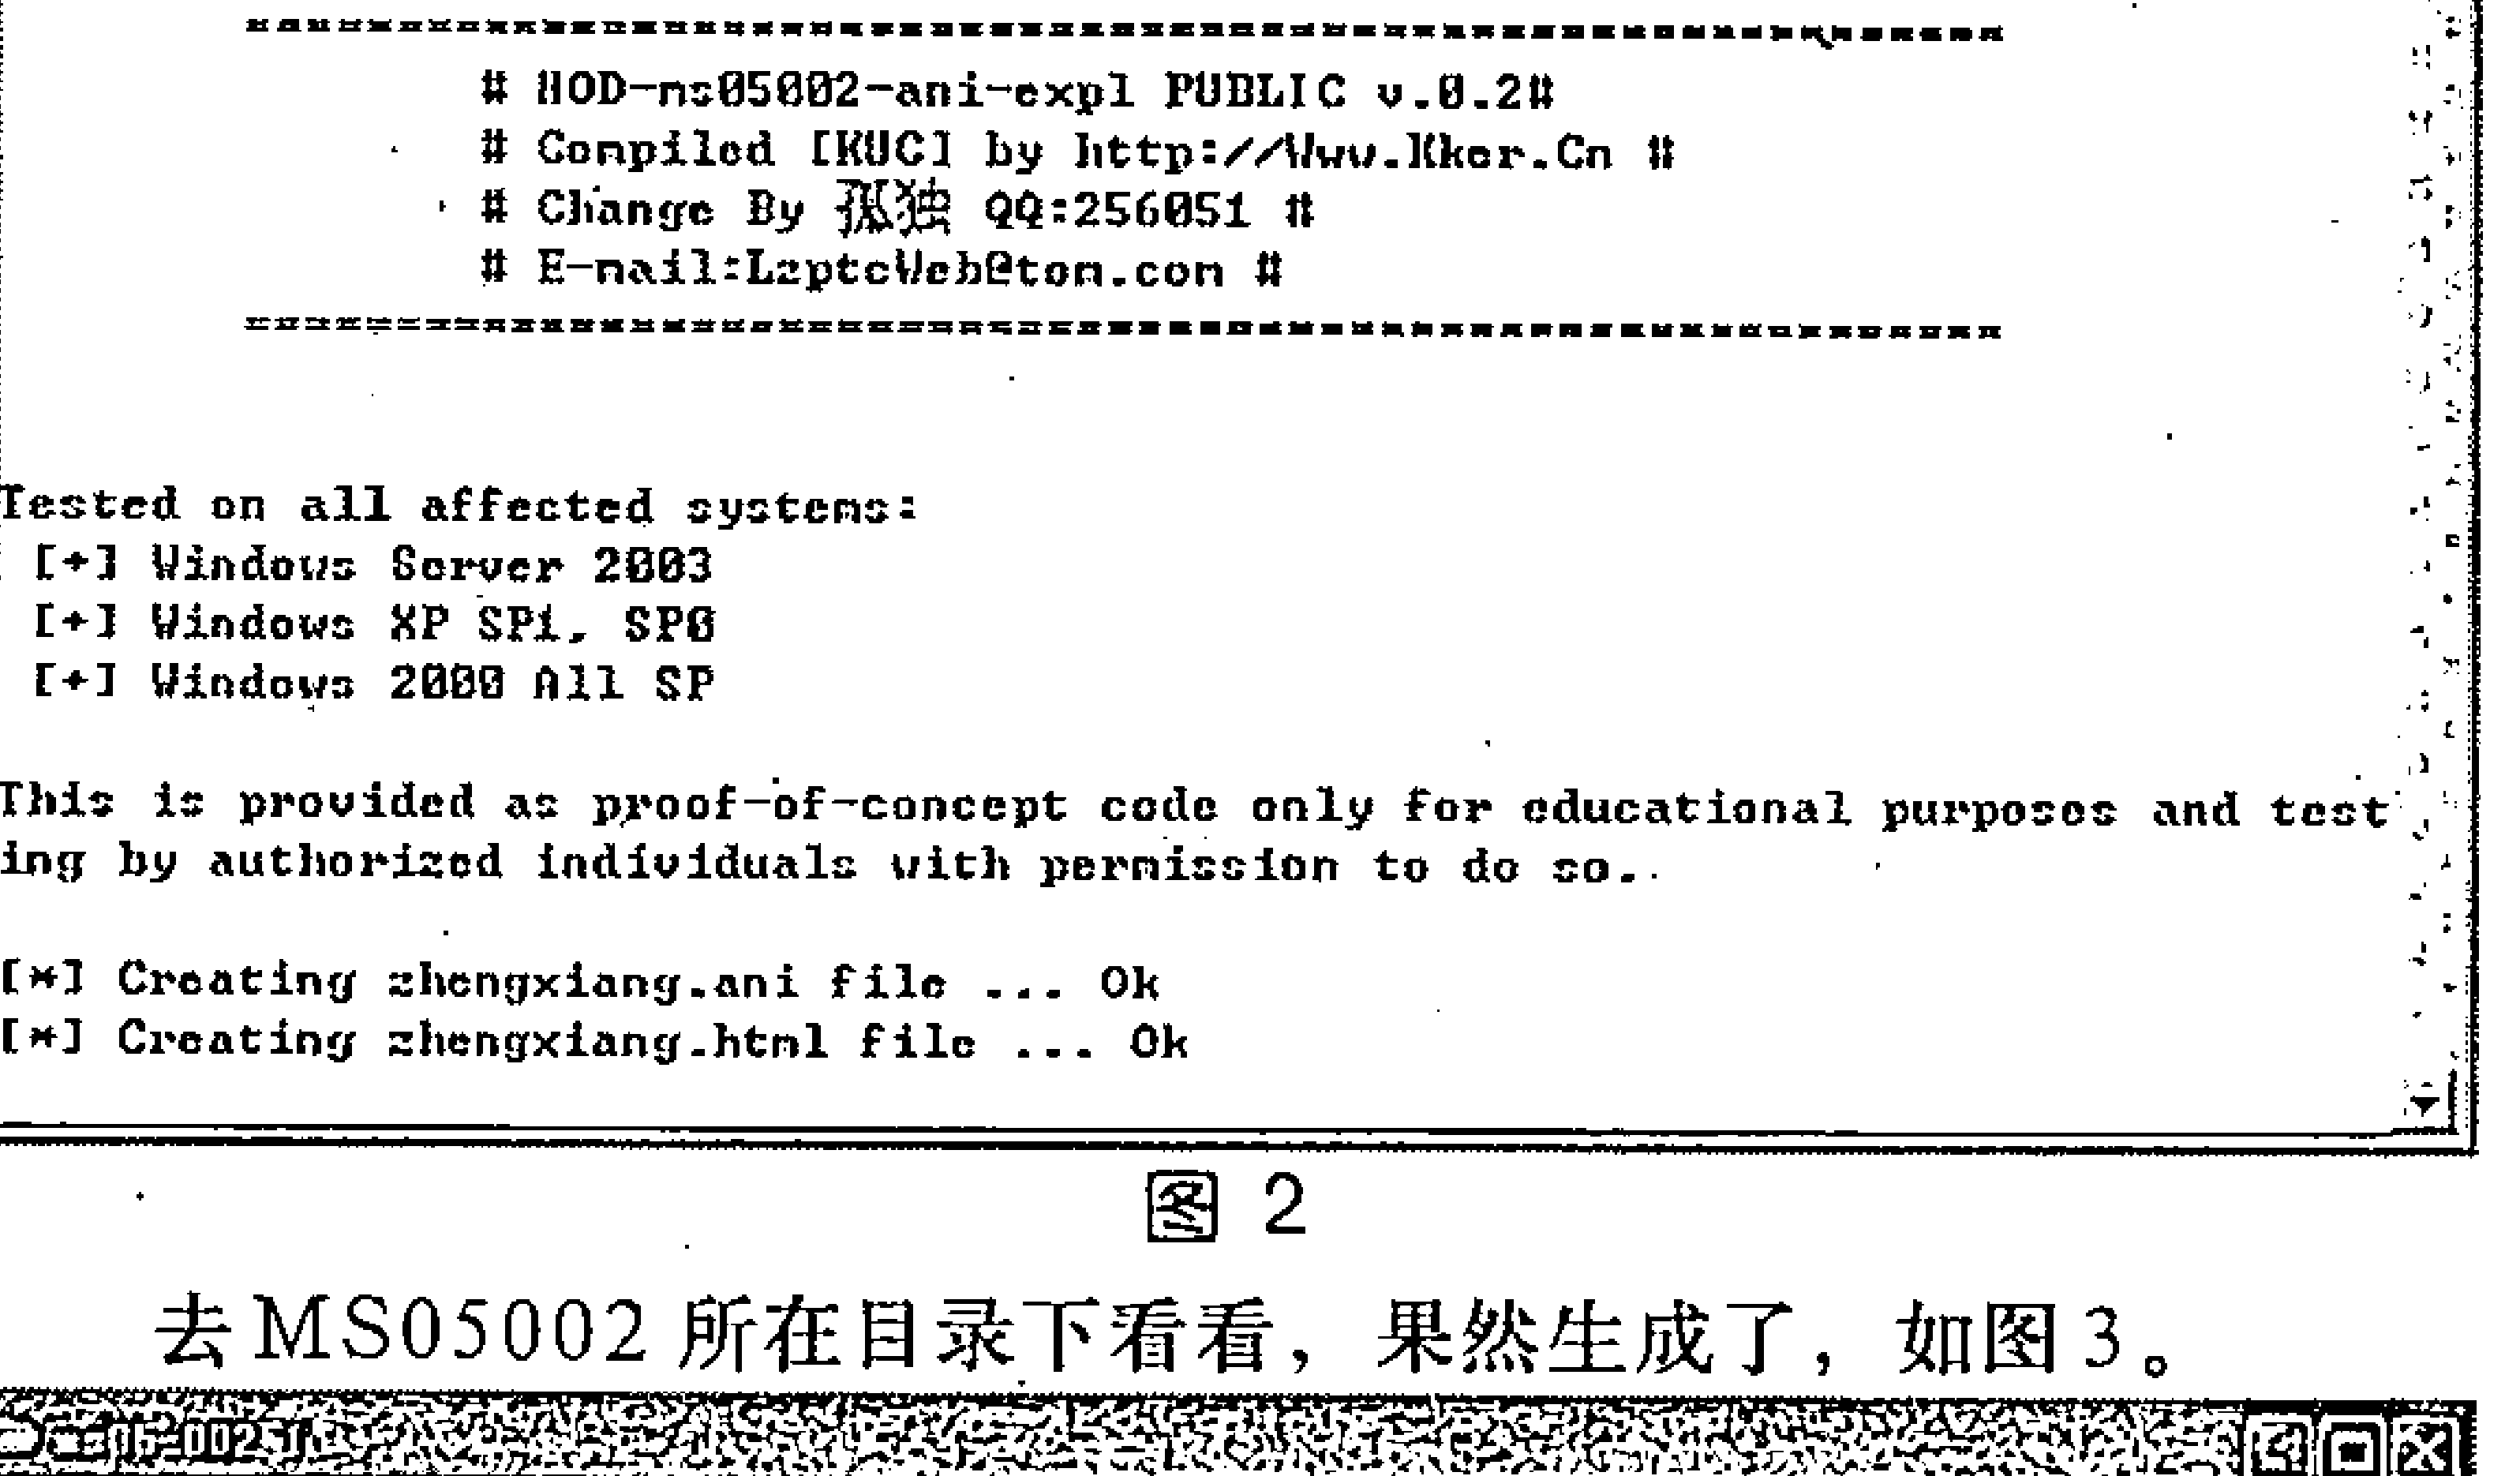 # HOD-ms05002-ani-expl PUBLIC v.0.2#
# Compiled [KUC] by http://Www.Kker.Cn #
# Change By 孤独 QQ:256051 #
# E-mail:LzpteWeb@tom.com #
Tested on all affected systems:
[+] Windows Server 2003
[+] Windows XP SP1, SP0
[+] Windows 2000 All SP
This is provided as proof-of-concept code only for educational purposes and test
ing by authorized individuals with permission to do so.
[*] Creating zhengxiang.ani file ... Ok
[*] Creating zhengxiang.html file ... Ok
图 2
去MS05002 所在目录下看看，果然生成了，如图 3。